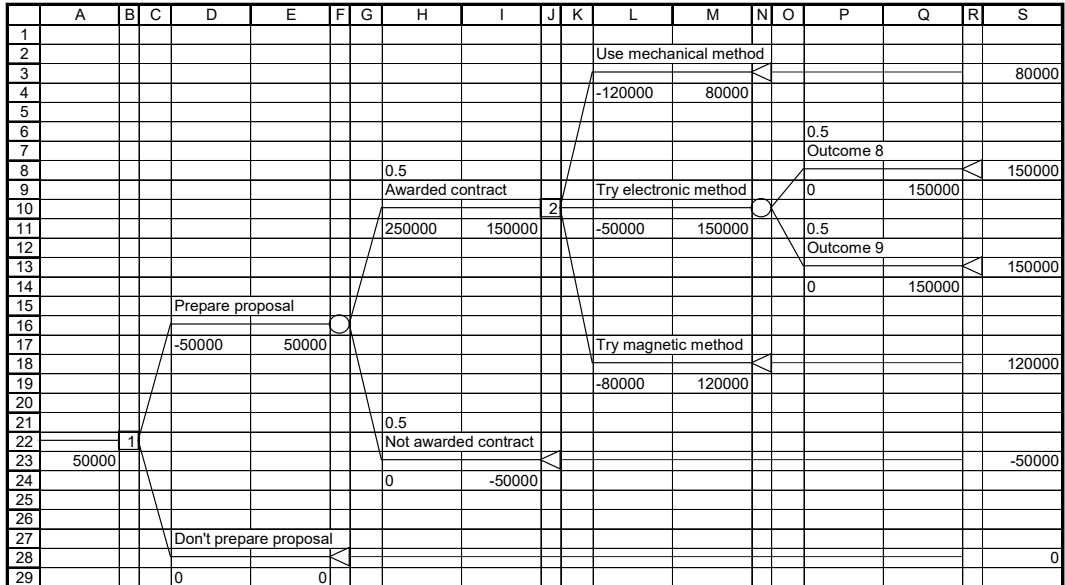 A B C D E F G H I J K L M N O P Q R S
1
2 Use mechanical method
3 80000
4 -120000 80000
5
6 0.5
7 Outcome 8
8 0.5 150000
9 Awarded contract Try electronic method 0 150000
10 2
11 250000 150000 -50000 150000 0.5
12 Outcome 9
13 150000
14 0 150000
15 Prepare proposal
16
17 -50000 50000 Try magnetic method
18 120000
19 -80000 120000
20
21 0.5
22 1 Not awarded contract
23 50000 -50000
24 0 -50000
25
26
27 Don't prepare proposal
28 0
29 0 0